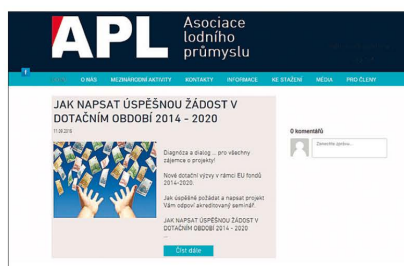 APL
Asociace
lodního
průmyslu
O NÁS MEZINÁRODNÍ AKTIVITY KONTAKTY INFORMACE KE STAŽENÍ MÉDIA PRO ČLENY
JAK NAPSAT ÚSPĚŠNOU ŽÁDOST V
DOTAČNÍM OBDOBÍ 2014 - 2020
Diagnóza a dialog ... pro všechny
zájemce o projekty!
Nové dotační výzvy v rámci EU fondů
2014-2020.
Jak úspěšně požádat a napsat projekt
Vám odpoví akreditovaný seminář.
JAK NAPSAT ÚSPĚŠNOU ŽÁDOST V
DOTAČNÍM OBDOBÍ 2014 - 2020
...
Číst dále
0 komentářů